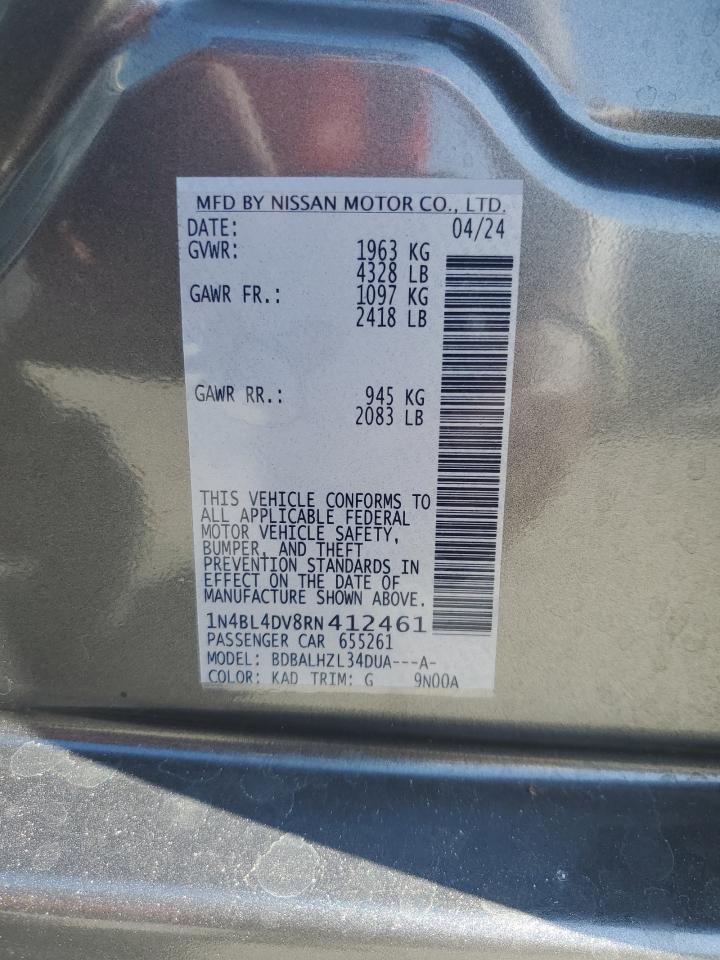 MFD BY NISSAN MOTOR CO., LTD.
DATE: 04/24
GVWR: 1963 KG
4328 LB
GAWR FR.: 1097 KG
2418 LB
GAWR RR.: 945 KG
2083 LB
THIS VEHICLE CONFORMS TO
ALL APPLICABLE FEDERAL
MOTOR VEHICLE SAFETY,
BUMPER, AND THEFT
PREVENTION STANDARDS IN
EFFECT ON THE DATE OF
MANUFACTURE SHOWN ABOVE.
1N4BL4DV8RN412461
PASSENGER CAR 655261
MODEL: BDBALHZL34DUA---A-
COLOR: KAD TRIM: G 9N00A